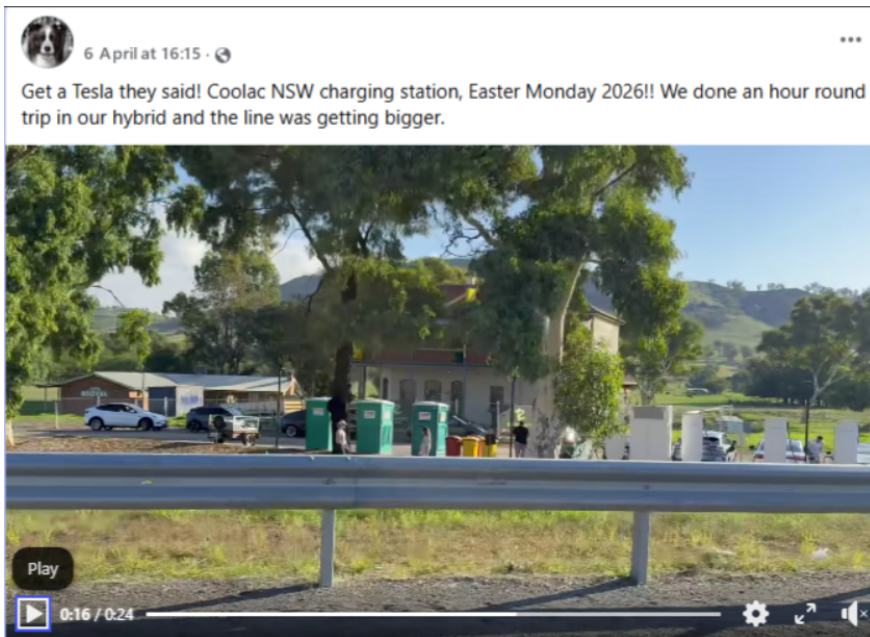 6 April at 16:15 ·
Get a Tesla they said! Coolac NSW charging station, Easter Monday 2026!! We done an hour round
trip in our hybrid and the line was getting bigger.
Play
0:16 / 0:24